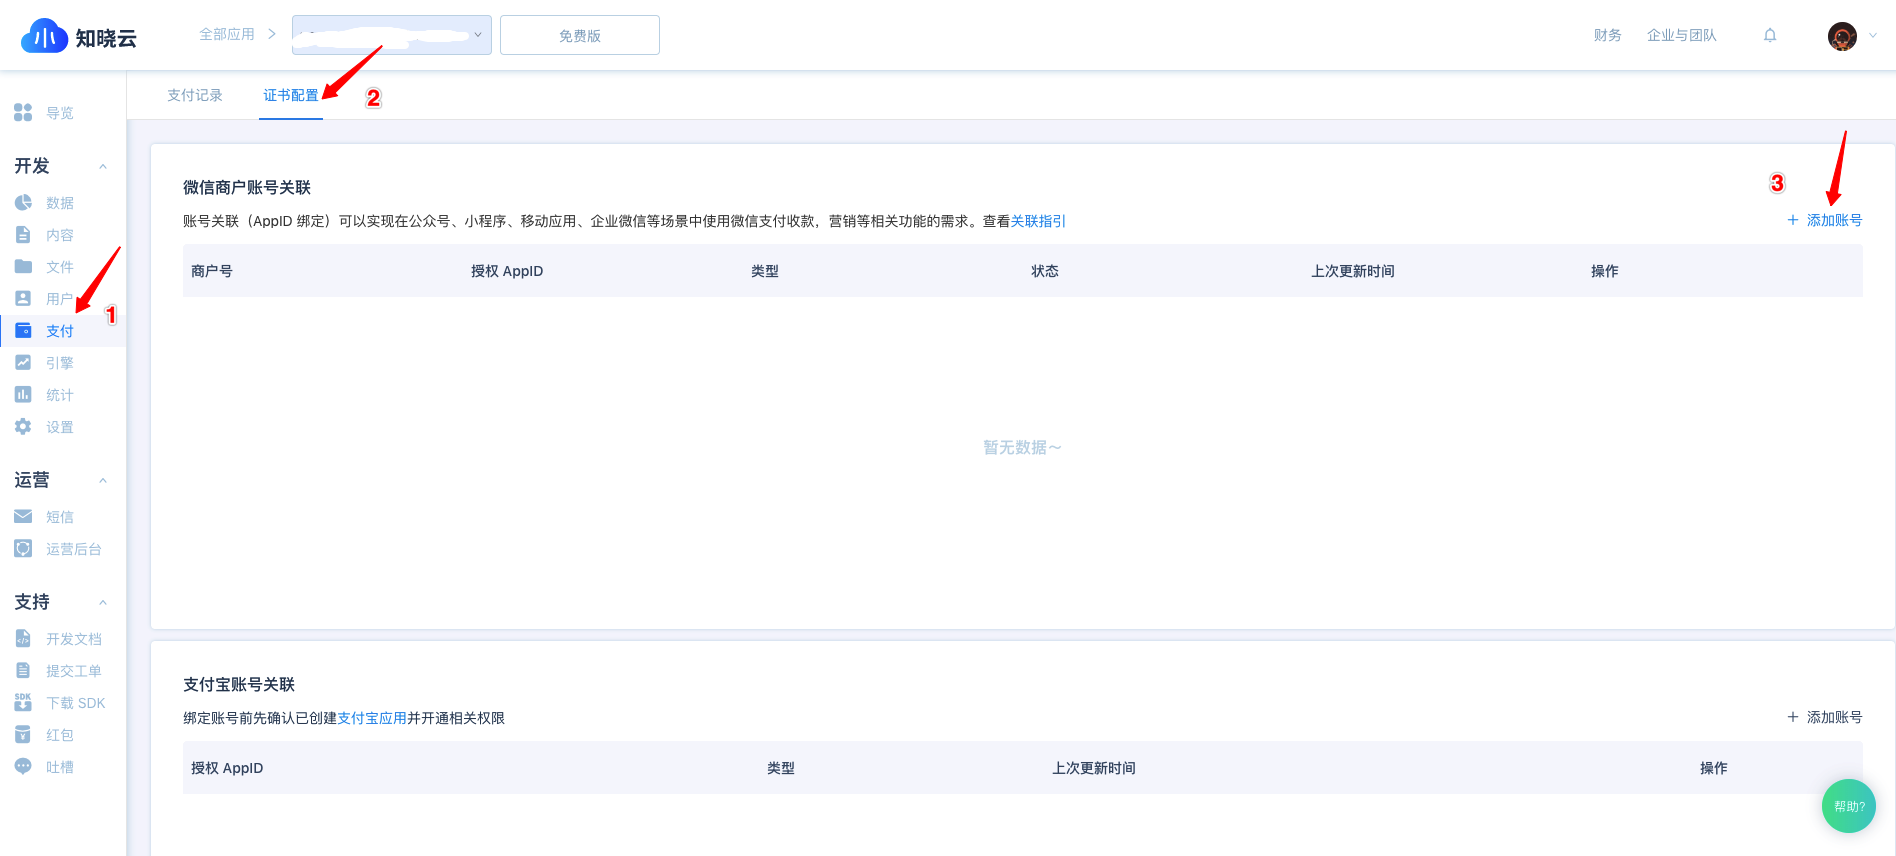 知晓云
全部应用
免费版
财务
企业与团队
支付记录
证书配置
2
导览
开发
数据
内容
文件
用户
1
支付
引擎
统计
设置
运营
短信
运营后台
支持
开发文档
提交工单
SDK
下载 SDK
红包
吐槽
微信商户账号关联
3
账号关联（AppID 绑定）可以实现在公众号、小程序、移动应用、企业微信等场景中使用微信支付收款，营销等相关功能的需求。查看关联指引
+ 添加账号
商户号 授权 AppID 类型 状态 上次更新时间 操作
暂无数据～
支付宝账号关联
绑定账号前先确认已创建支付宝应用并开通相关权限
+ 添加账号
授权 AppID 类型 上次更新时间 操作
帮助?